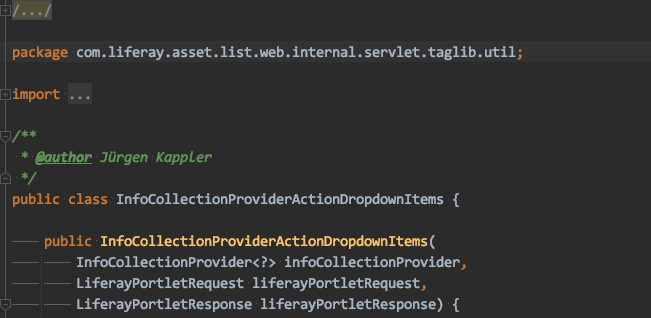 /.../
package com.liferay.asset.list.web.internal.servlet.taglib.util;
import ...
/**
* @author Jürgen Kappler
*/
public class InfoCollectionProviderActionDropdownItems {
public InfoCollectionProviderActionDropdownItems(
InfoCollectionProvider<?> infoCollectionProvider,
LiferayPortletRequest liferayPortletRequest,
LiferayPortletResponse liferayPortletResponse) {